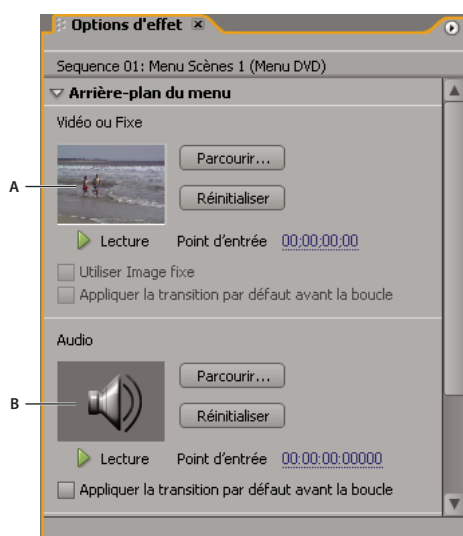 Options d'effet
Sequence 01: Menu Scènes 1 (Menu DVD)
Arrière-plan du menu
Vidéo ou Fixe
A
Parcourir...
Réinitialiser
Lecture Point d'entrée 00;00;00;00
Utiliser Image fixe
Appliquer la transition par défaut avant la boucle
Audio
B
Parcourir...
Réinitialiser
Lecture Point d'entrée 00:00:00:00000
Appliquer la transition par défaut avant la boucle